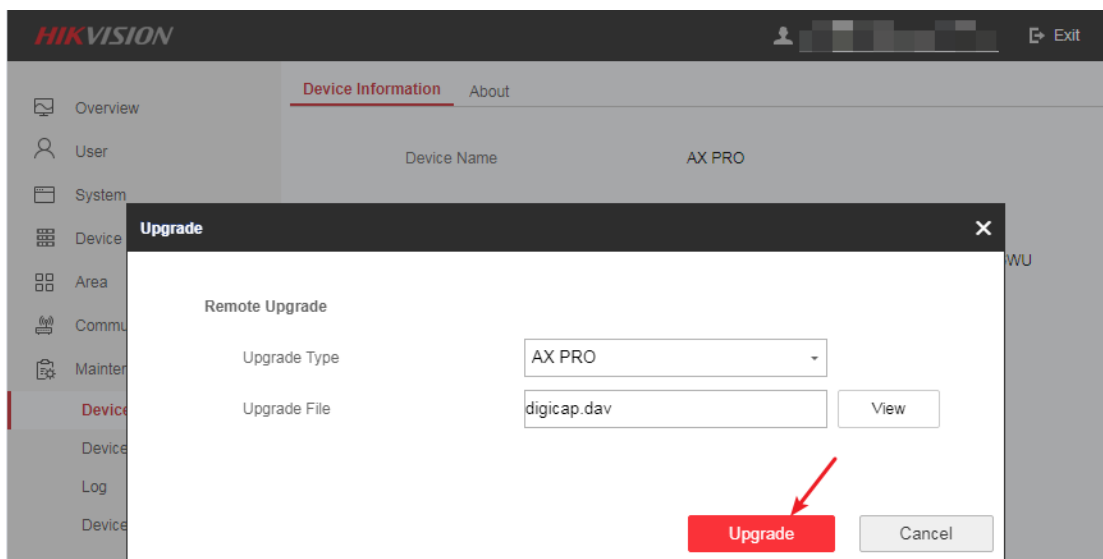 HIKVISION
Exit
Device Information
About
Overview
User
Device Name
AX PRO
System
Upgrade
Device
WU
Area
Remote Upgrade
Commu
Upgrade Type
AX PRO
Mainter
Upgrade File
digicap.dav
View
Device
Device
Log
Device
Upgrade
Cancel